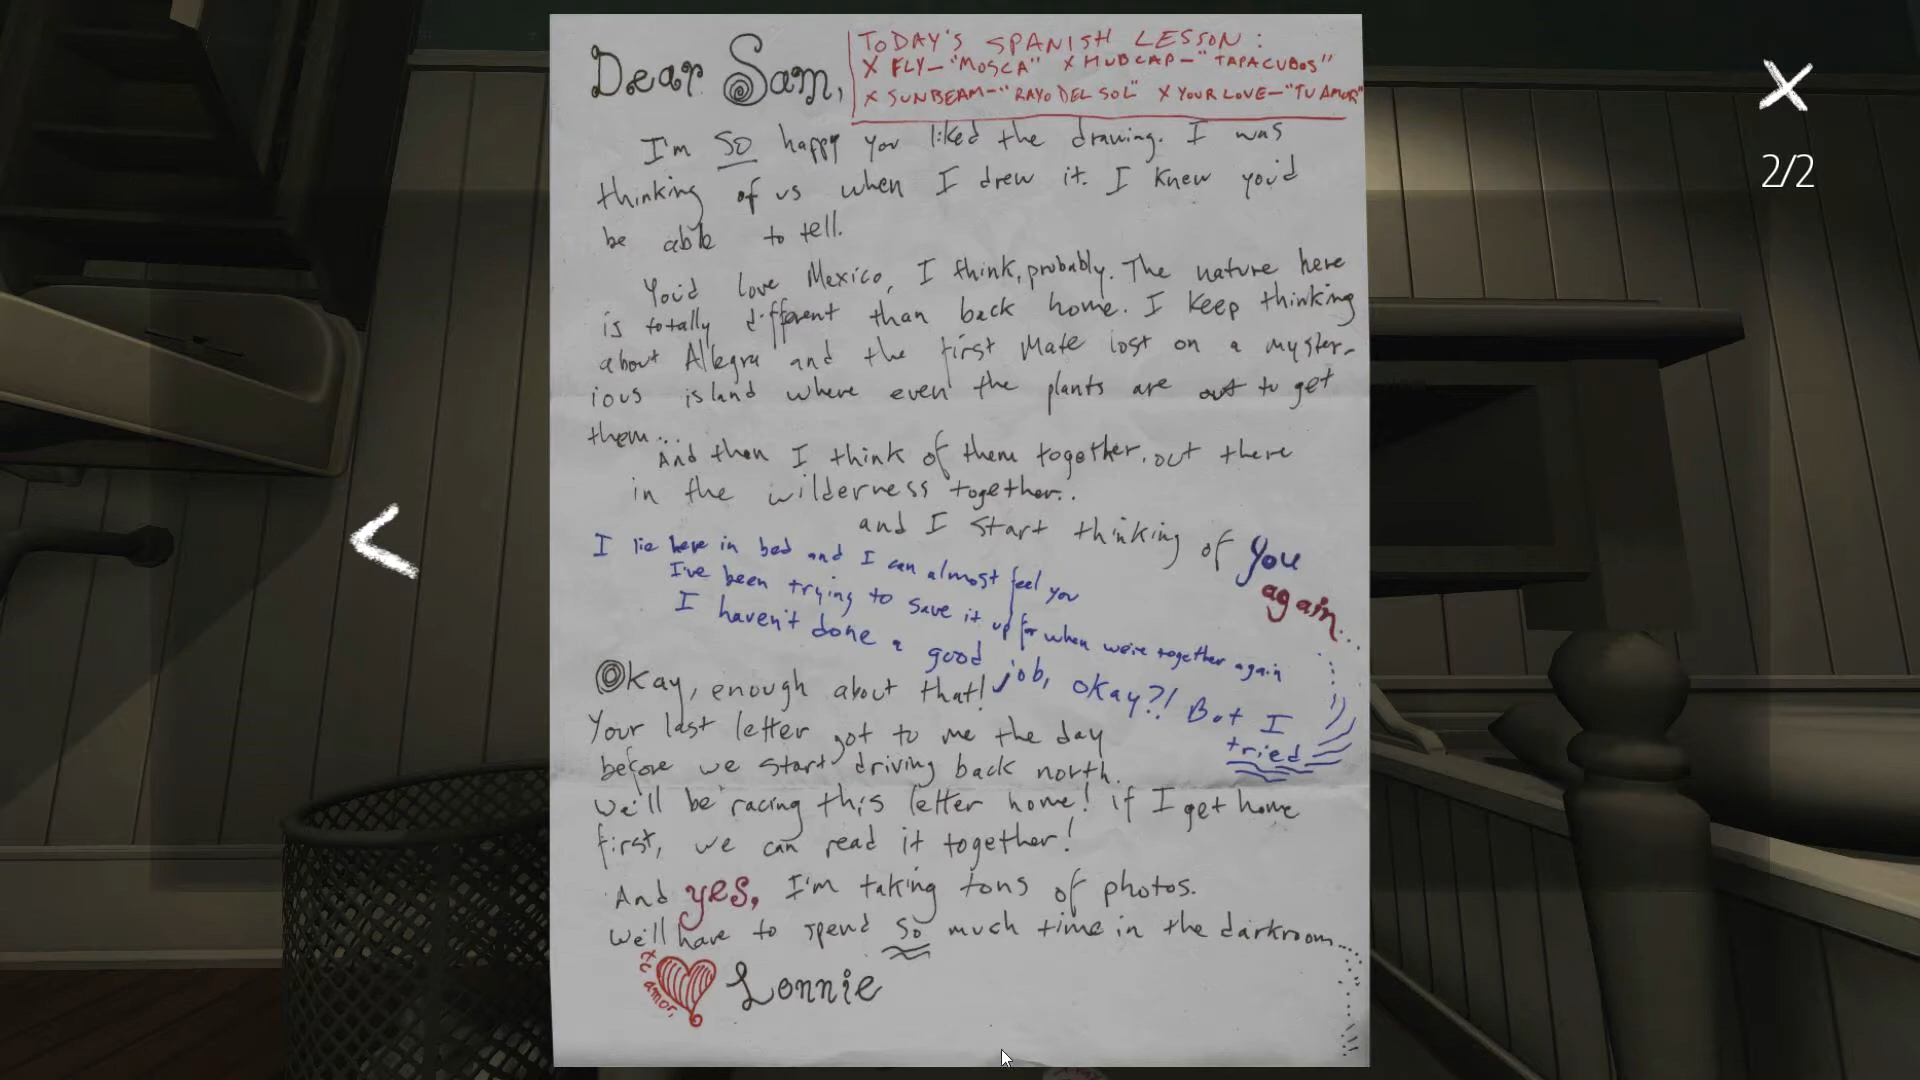 Dear Sam,
TODAY'S SPANISH LESSON:
x FLY-"MOSCA" x HUBCAP-"TAPACUBOS"
x SUNBEAM-"RAYO DEL SOL" x YOUR LOVE-"TU AMOR"
I'm SO happy you liked the drawing. I was
thinking of us when I drew it. I knew you'd
be able to tell.
You'd love Mexico, I think, probably. The nature here
is totally different than back home. I keep thinking
about Allegra and the first Mate lost on a myster-
ious island where even the plants are out to get
them...
And then I think of them together, out there
in the wilderness together..
and I start thinking of you
again...
I lie here in bed and I can almost feel you
I've been trying to save it up for when we're together again
I haven't done a good job, okay?! But I
tried
Okay, enough about that!
Your last letter got to me the day
before we start driving back north.
We'll be racing this letter home! if I get home
first, we can read it together!
And yes, I'm taking tons of photos.
We'll have to spend so much time in the darkroom...
amor,
Lonnie
2/2